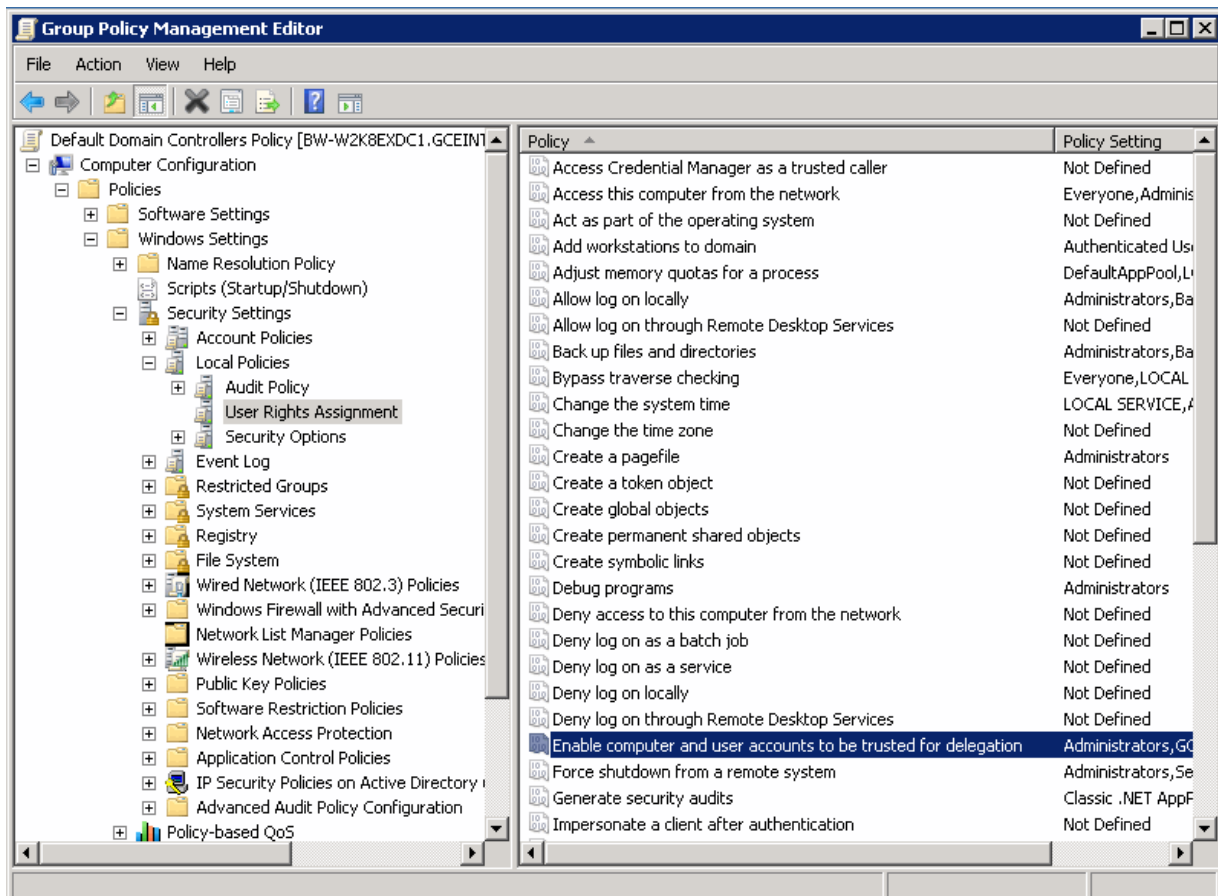 Group Policy Management Editor
File Action View Help
Default Domain Controllers Policy [BW-W2K8EXDC1.GCEINT
Computer Configuration
Policies
Software Settings
Windows Settings
Name Resolution Policy
Scripts (Startup/Shutdown)
Security Settings
Account Policies
Local Policies
Audit Policy
User Rights Assignment
Security Options
Event Log
Restricted Groups
System Services
Registry
File System
Wired Network (IEEE 802.3) Policies
Windows Firewall with Advanced Securi
Network List Manager Policies
Wireless Network (IEEE 802.11) Policies
Public Key Policies
Software Restriction Policies
Network Access Protection
Application Control Policies
IP Security Policies on Active Directory
Advanced Audit Policy Configuration
Policy-based QoS
Policy Policy Setting
Access Credential Manager as a trusted caller Not Defined
Access this computer from the network Everyone,Adminis
Act as part of the operating system Not Defined
Add workstations to domain Authenticated Us
Adjust memory quotas for a process DefaultAppPool,L
Allow log on locally Administrators,Ba
Allow log on through Remote Desktop Services Not Defined
Back up files and directories Administrators,Ba
Bypass traverse checking Everyone,LOCAL
Change the system time LOCAL SERVICE,A
Change the time zone Not Defined
Create a pagefile Administrators
Create a token object Not Defined
Create global objects Not Defined
Create permanent shared objects Not Defined
Create symbolic links Not Defined
Debug programs Administrators
Deny access to this computer from the network Not Defined
Deny log on as a batch job Not Defined
Deny log on as a service Not Defined
Deny log on locally Not Defined
Deny log on through Remote Desktop Services Not Defined
Enable computer and user accounts to be trusted for delegation Administrators,GC
Force shutdown from a remote system Administrators,Se
Generate security audits Classic .NET AppP
Impersonate a client after authentication Not Defined